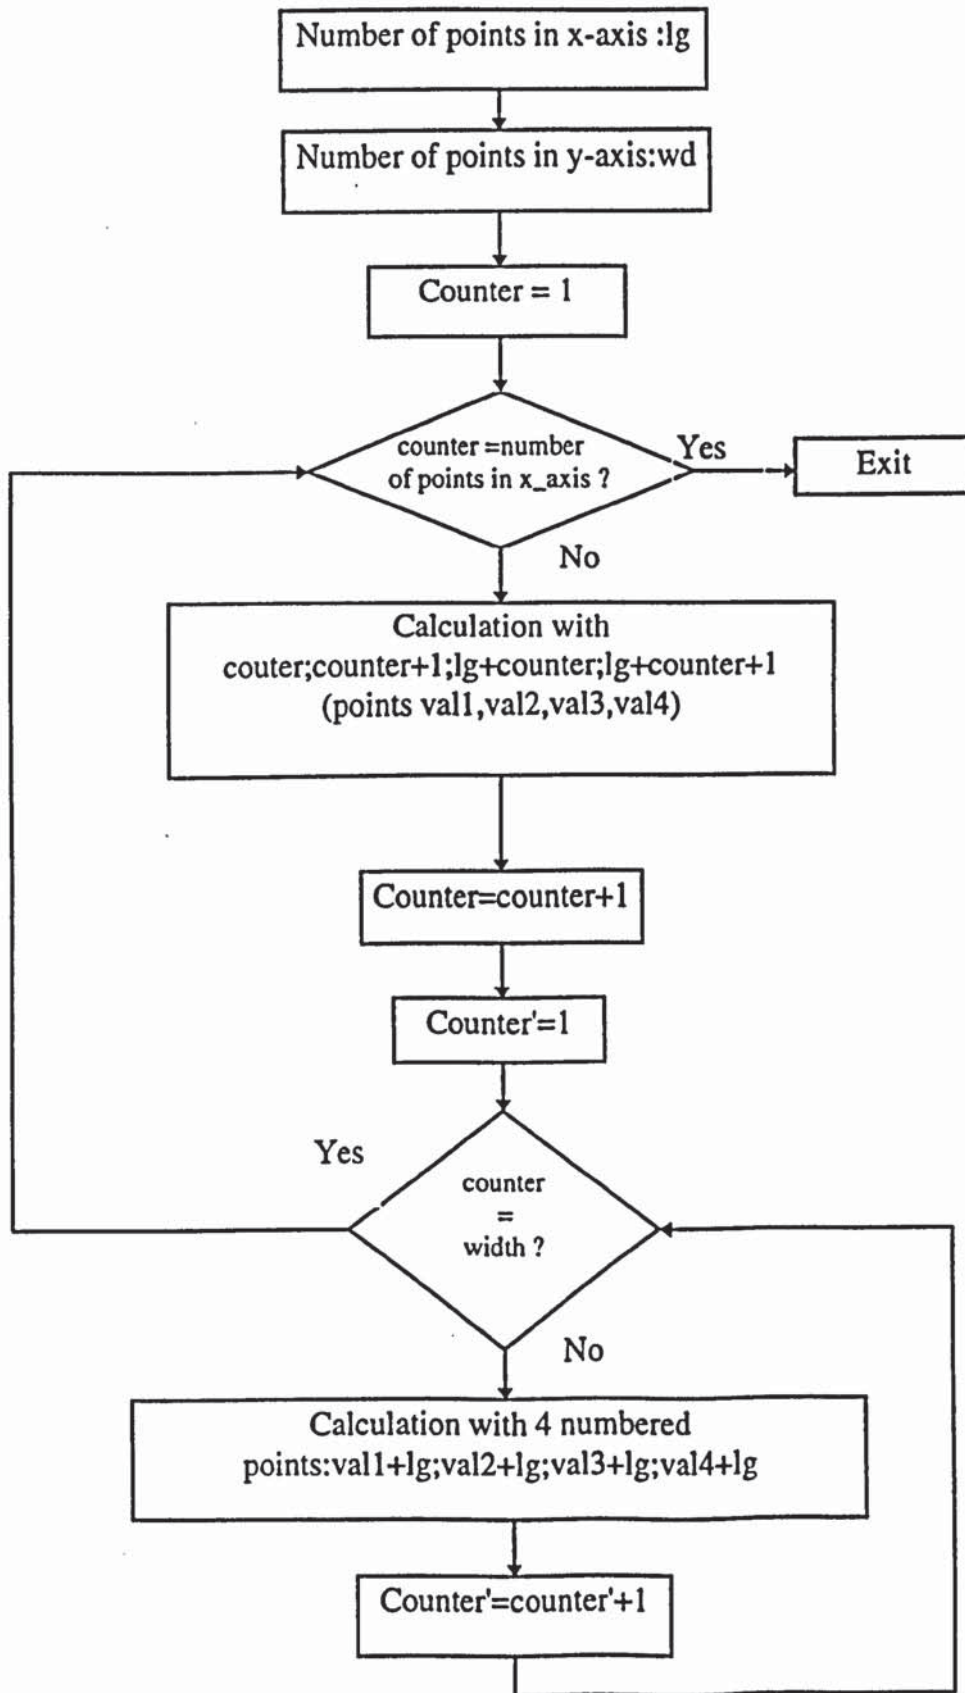 Number of points in x-axis :lg
Number of points in y-axis:wd
Counter = 1
counter =number
of points in x_axis ?
Yes
Exit
No
Calculation with
couter;counter+1;lg+counter;lg+counter+1
(points val1,val2,val3,val4)
Counter=counter+1
Counter'=1
Yes
counter
=
width ?
No
Calculation with 4 numbered
points:val1+lg;val2+lg;val3+lg;val4+lg
Counter'=counter'+1